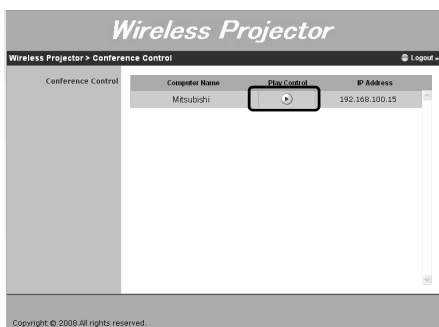 Wireless Projector
Wireless Projector > Conference Control
Logout »
Conference Control
Computer Name Play Control IP Address
Mitsubishi 192.168.100.15
Copyright © 2008 All rights reserved.